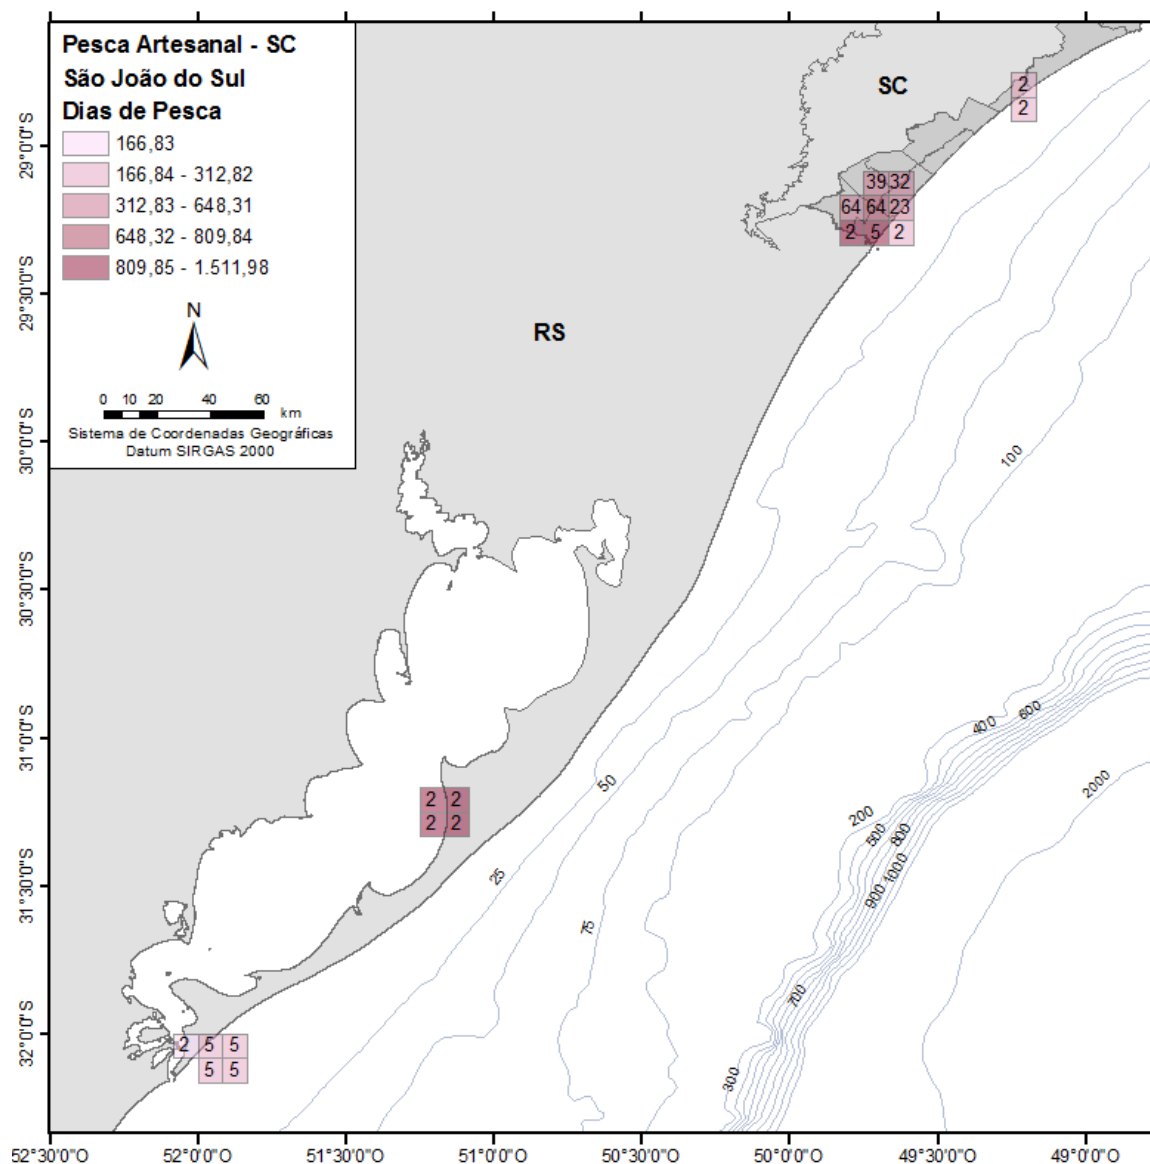 Pesca Artesanal - SC
São João do Sul
Dias de Pesca
166,83
166,84 - 312,82
312,83 - 648,31
648,32 - 809,84
809,85 - 1.511,98
N
0 10 20 40 60 km
Sistema de Coordenadas Geográficas
Datum SIRGAS 2000
SC
RS
2
2
39 32
64 64 23
2 5 2
2 2
2 2
2 5 5
5 5
100
50
25
75
400
600
2000
200
500
800
1000
900
700
300
29°0'0"S
29°30'0"S
30°0'0"S
30°30'0"S
31°0'0"S
31°30'0"S
32°0'0"S
52°30'0"O 52°0'0"O 51°30'0"O 51°0'0"O 50°30'0"O 50°0'0"O 49°30'0"O 49°0'0"O